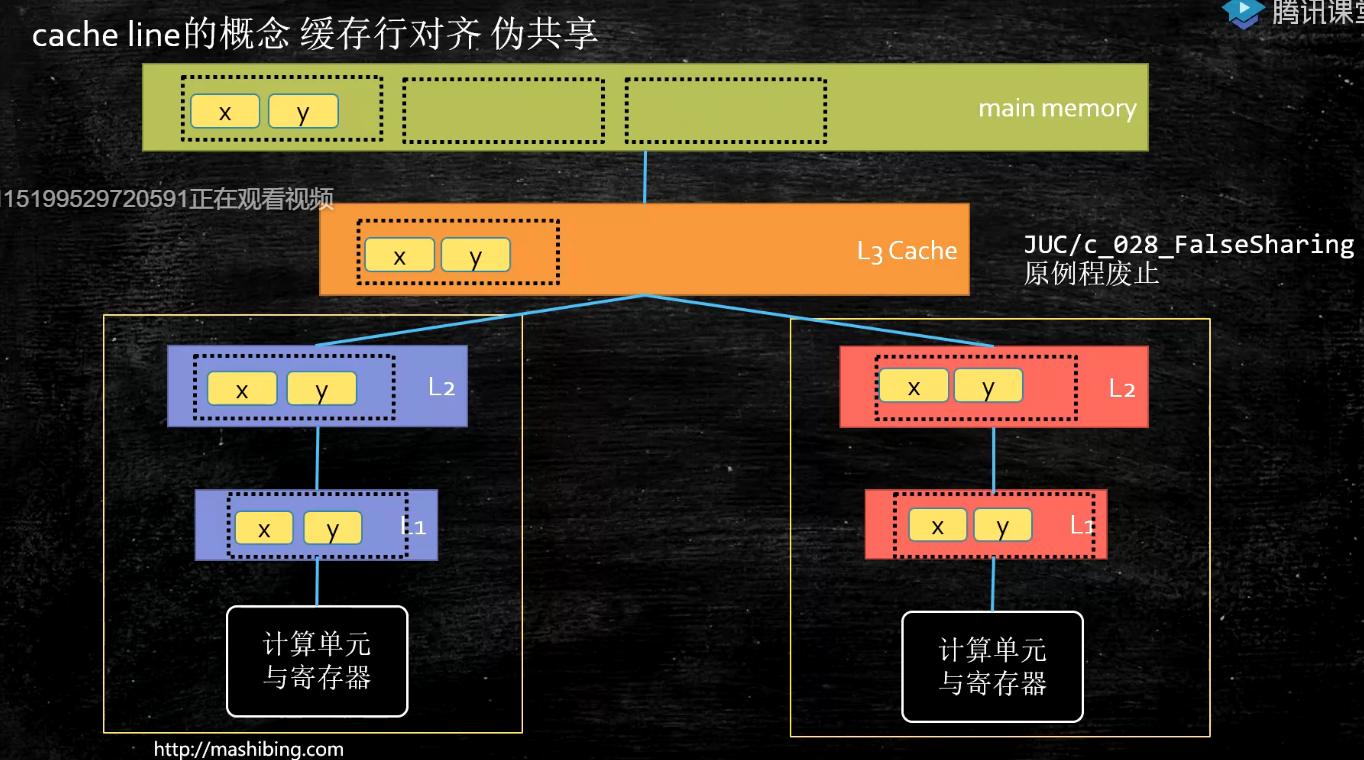 腾讯课堂
cache line的概念 缓存行对齐 伪共享
x y
main memory
115199529720591正在观看视频
x y
L3 Cache
JUC/c_028_FalseSharing
原例程废止
x y
L2
x y
L2
x y
L1
x y
L1
计算单元
与寄存器
计算单元
与寄存器
http://mashibing.com